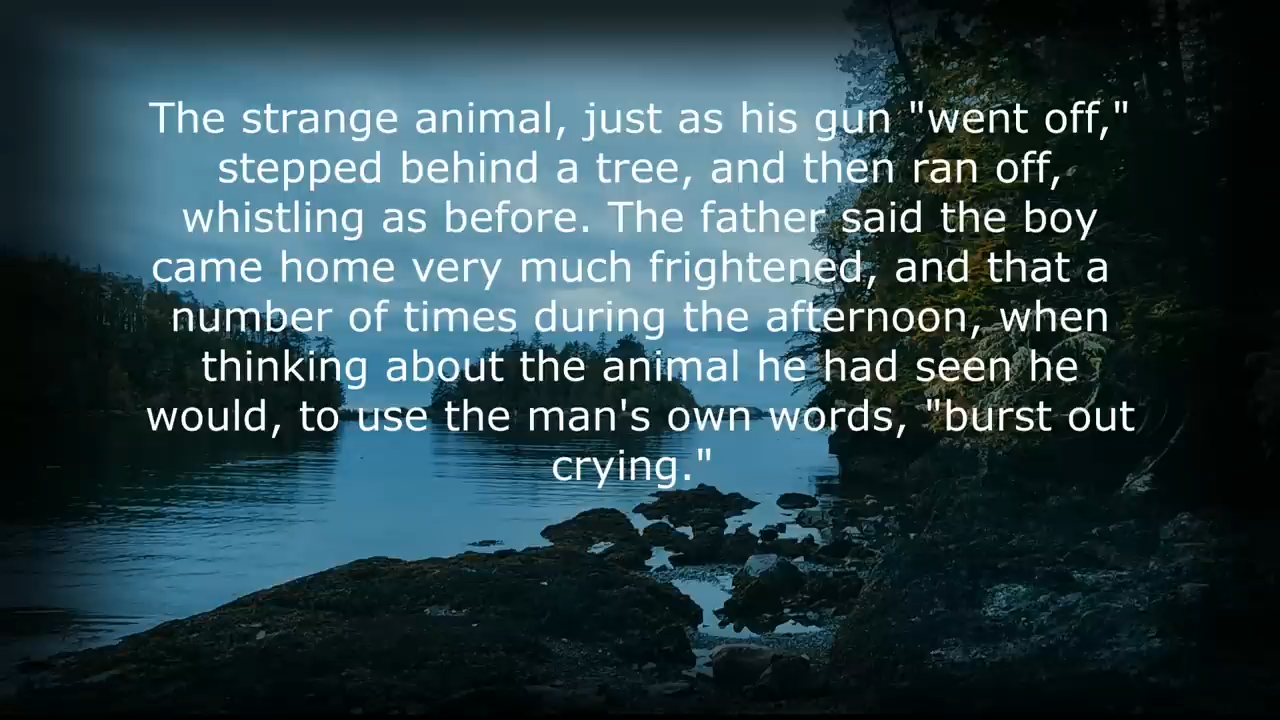 The strange animal, just as his gun "went off,"
stepped behind a tree, and then ran off,
whistling as before. The father said the boy
came home very much frightened, and that a
number of times during the afternoon, when
thinking about the animal he had seen he
would, to use the man's own words, "burst out
crying."